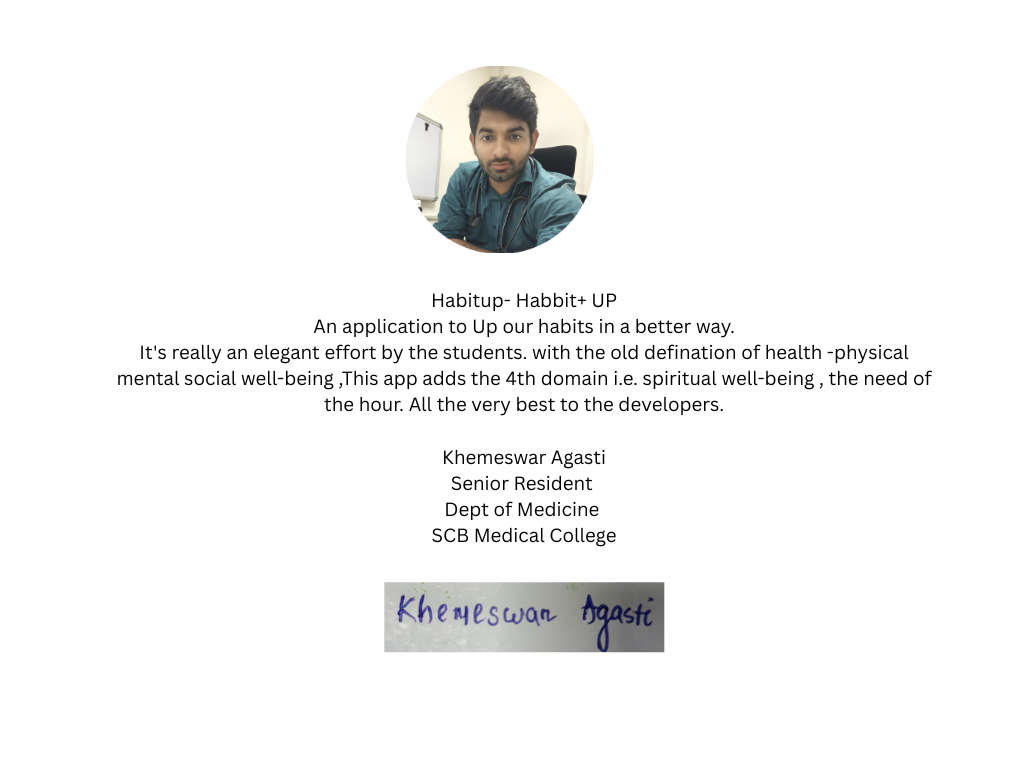 Habitup- Habbit+ UP
An application to Up our habits in a better way.
It's really an elegant effort by the students. with the old defination of health -physical
mental social well-being ,This app adds the 4th domain i.e. spiritual well-being , the need of
the hour. All the very best to the developers.
Khemeswar Agasti
Senior Resident
Dept of Medicine
SCB Medical College
Khemeswar Agasti